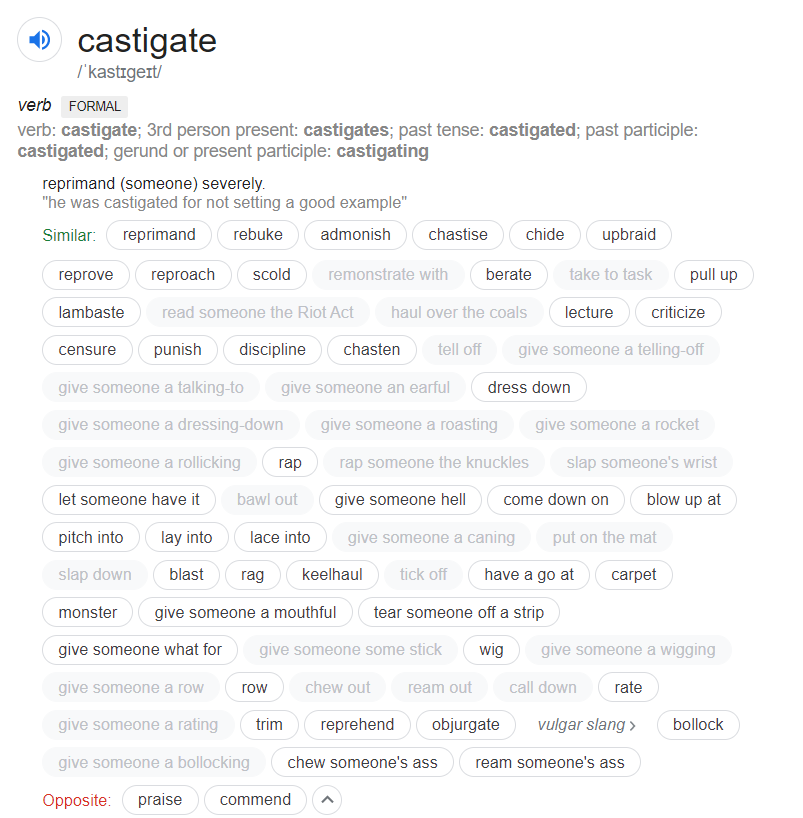 castigate
/ˈkastɪɡeɪt/
verb FORMAL
verb: castigate; 3rd person present: castigates; past tense: castigated; past participle:
castigated; gerund or present participle: castigating
reprimand (someone) severely.
"he was castigated for not setting a good example"
Similar: reprimand rebuke admonish chastise chide upbraid
reprove reproach scold remonstrate with berate take to task pull up
lambaste read someone the Riot Act haul over the coals lecture criticize
censure punish discipline chasten tell off give someone a telling-off
give someone a talking-to give someone an earful dress down
give someone a dressing-down give someone a roasting give someone a rocket
give someone a rollicking rap rap someone the knuckles slap someone's wrist
let someone have it bawl out give someone hell come down on blow up at
pitch into lay into lace into give someone a caning put on the mat
slap down blast rag keelhaul tick off have a go at carpet
monster give someone a mouthful tear someone off a strip
give someone what for give someone some stick wig give someone a wigging
give someone a row row chew out ream out call down rate
give someone a rating trim reprehend objurgate vulgar slang › bollock
give someone a bollocking chew someone's ass ream someone's ass
Opposite: praise commend